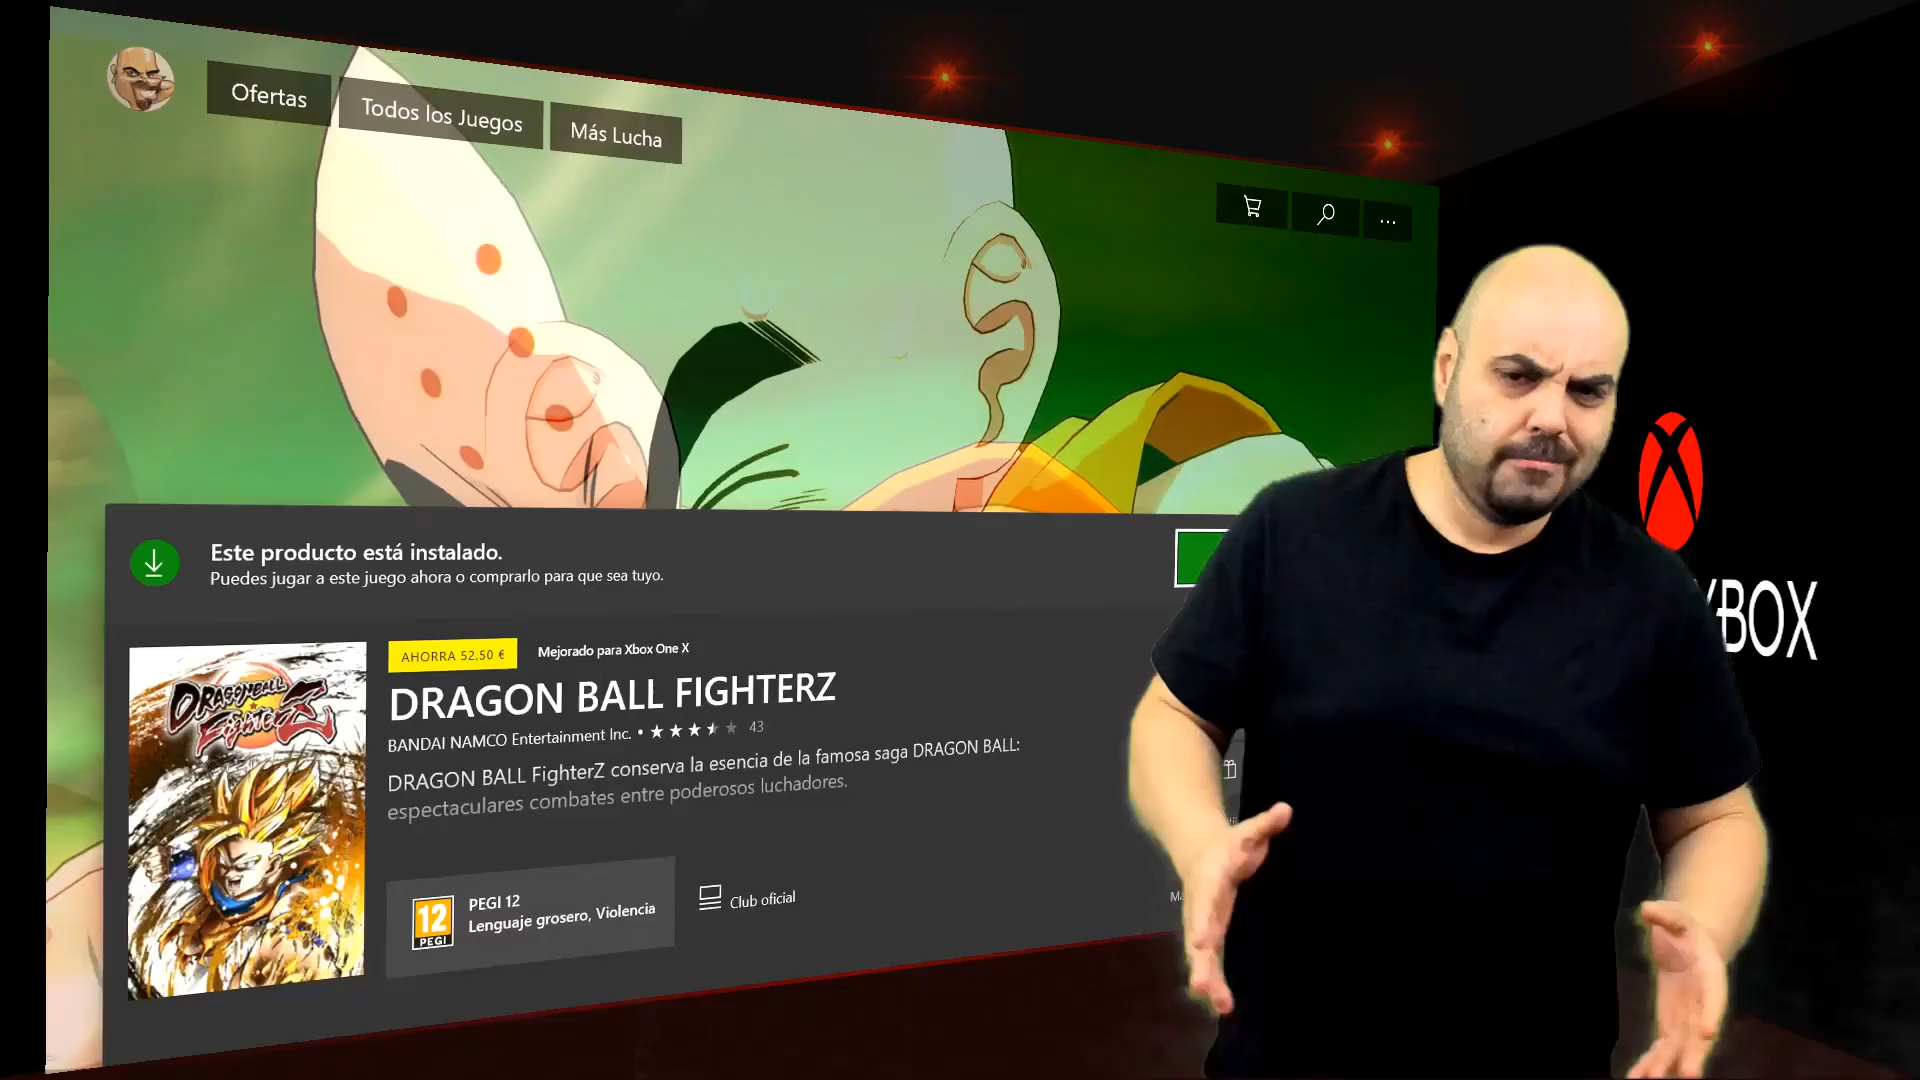 Ofertas
Todos los Juegos
Más Lucha
Este producto está instalado.
Puedes jugar a este juego ahora o comprarlo para que sea tuyo.
AHORRA 52,50 €
Mejorado para Xbox One X
DRAGON BALL FIGHTERZ
BANDAI NAMCO Entertainment Inc. • ★★★★★ 43
DRAGON BALL FighterZ conserva la esencia de la famosa saga DRAGON BALL:
espectaculares combates entre poderosos luchadores.
DRAGONBALL
FighterZ
12
PEGI
PEGI 12
Lenguaje grosero, Violencia
Club oficial
XBOX